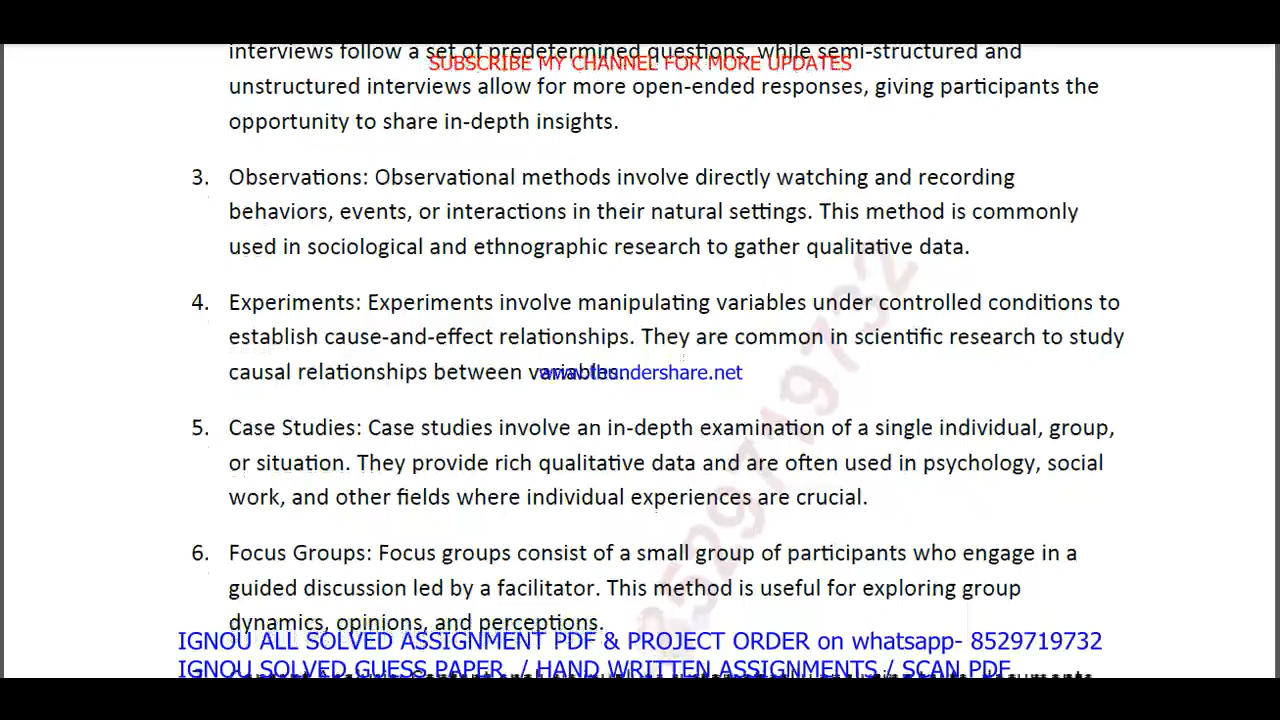 interviews follow a set of predetermined questions, while semi-structured and
SUBSCRIBE MY CHANNEL FOR MORE UPDATES
unstructured interviews allow for more open-ended responses, giving participants the
opportunity to share in-depth insights.
3. Observations: Observational methods involve directly watching and recording
behaviors, events, or interactions in their natural settings. This method is commonly
used in sociological and ethnographic research to gather qualitative data.
4. Experiments: Experiments involve manipulating variables under controlled conditions to
establish cause-and-effect relationships. They are common in scientific research to study
causal relationships between variables.
www.thundershare.net
5. Case Studies: Case studies involve an in-depth examination of a single individual, group,
or situation. They provide rich qualitative data and are often used in psychology, social
work, and other fields where individual experiences are crucial.
6. Focus Groups: Focus groups consist of a small group of participants who engage in a
guided discussion led by a facilitator. This method is useful for exploring group
dynamics, opinions, and perceptions.
8529719732
IGNOU ALL SOLVED ASSIGNMENT PDF & PROJECT ORDER on whatsapp- 8529719732
IGNOU SOLVED GUESS PAPER / HAND WRITTEN ASSIGNMENTS / SCAN PDF